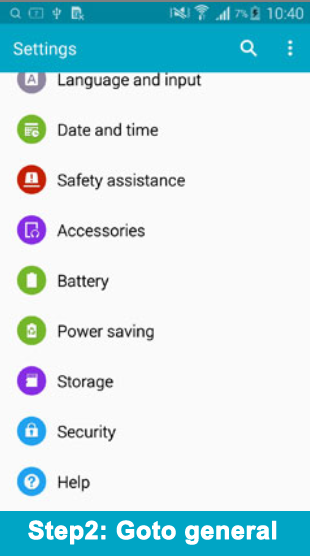 7% 10:40
Settings
A Language and input
Date and time
Safety assistance
Accessories
Battery
Power saving
Storage
Security
? Help
Step2: Goto general